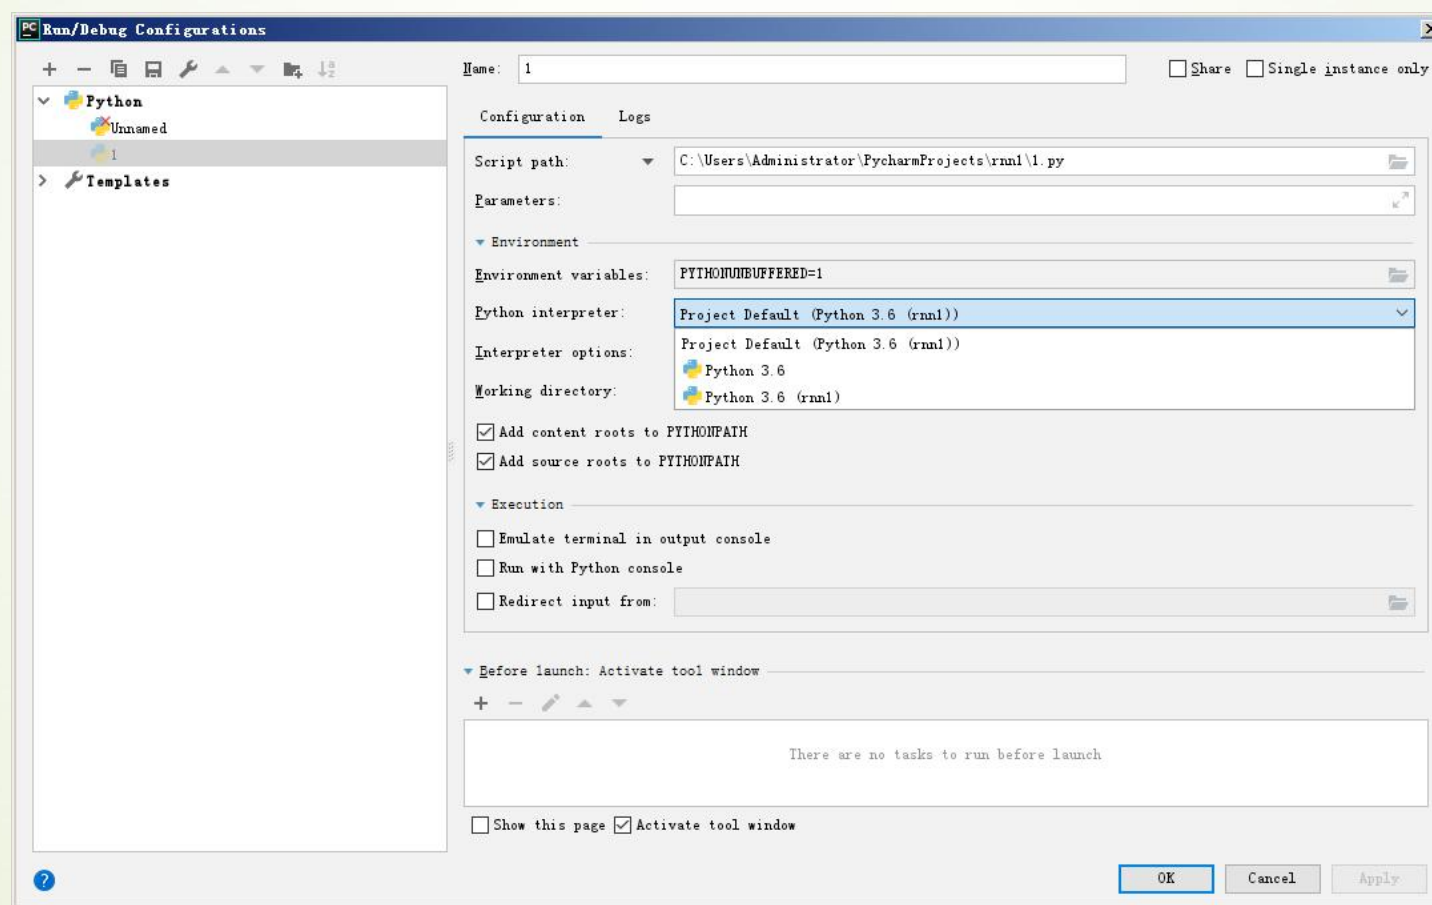 PC Run/Debug Configurations
Name: 1 Share Single instance only
Python
Unnamed
1
Templates
Configuration Logs
Script path: C:\Users\Administrator\PycharmProjects\rnn1\1.py
Parameters:
Environment
Environment variables: PYTHONUNBUFFERED=1
Python interpreter: Project Default (Python 3.6 (rnn1))
Project Default (Python 3.6 (rnn1))
Interpreter options:
Python 3.6
Working directory: Python 3.6 (rnn1)
Add content roots to PYTHONPATH
Add source roots to PYTHONPATH
Execution
Emulate terminal in output console
Run with Python console
Redirect input from:
Before launch: Activate tool window
There are no tasks to run before launch
Show this page Activate tool window
? OK Cancel Apply